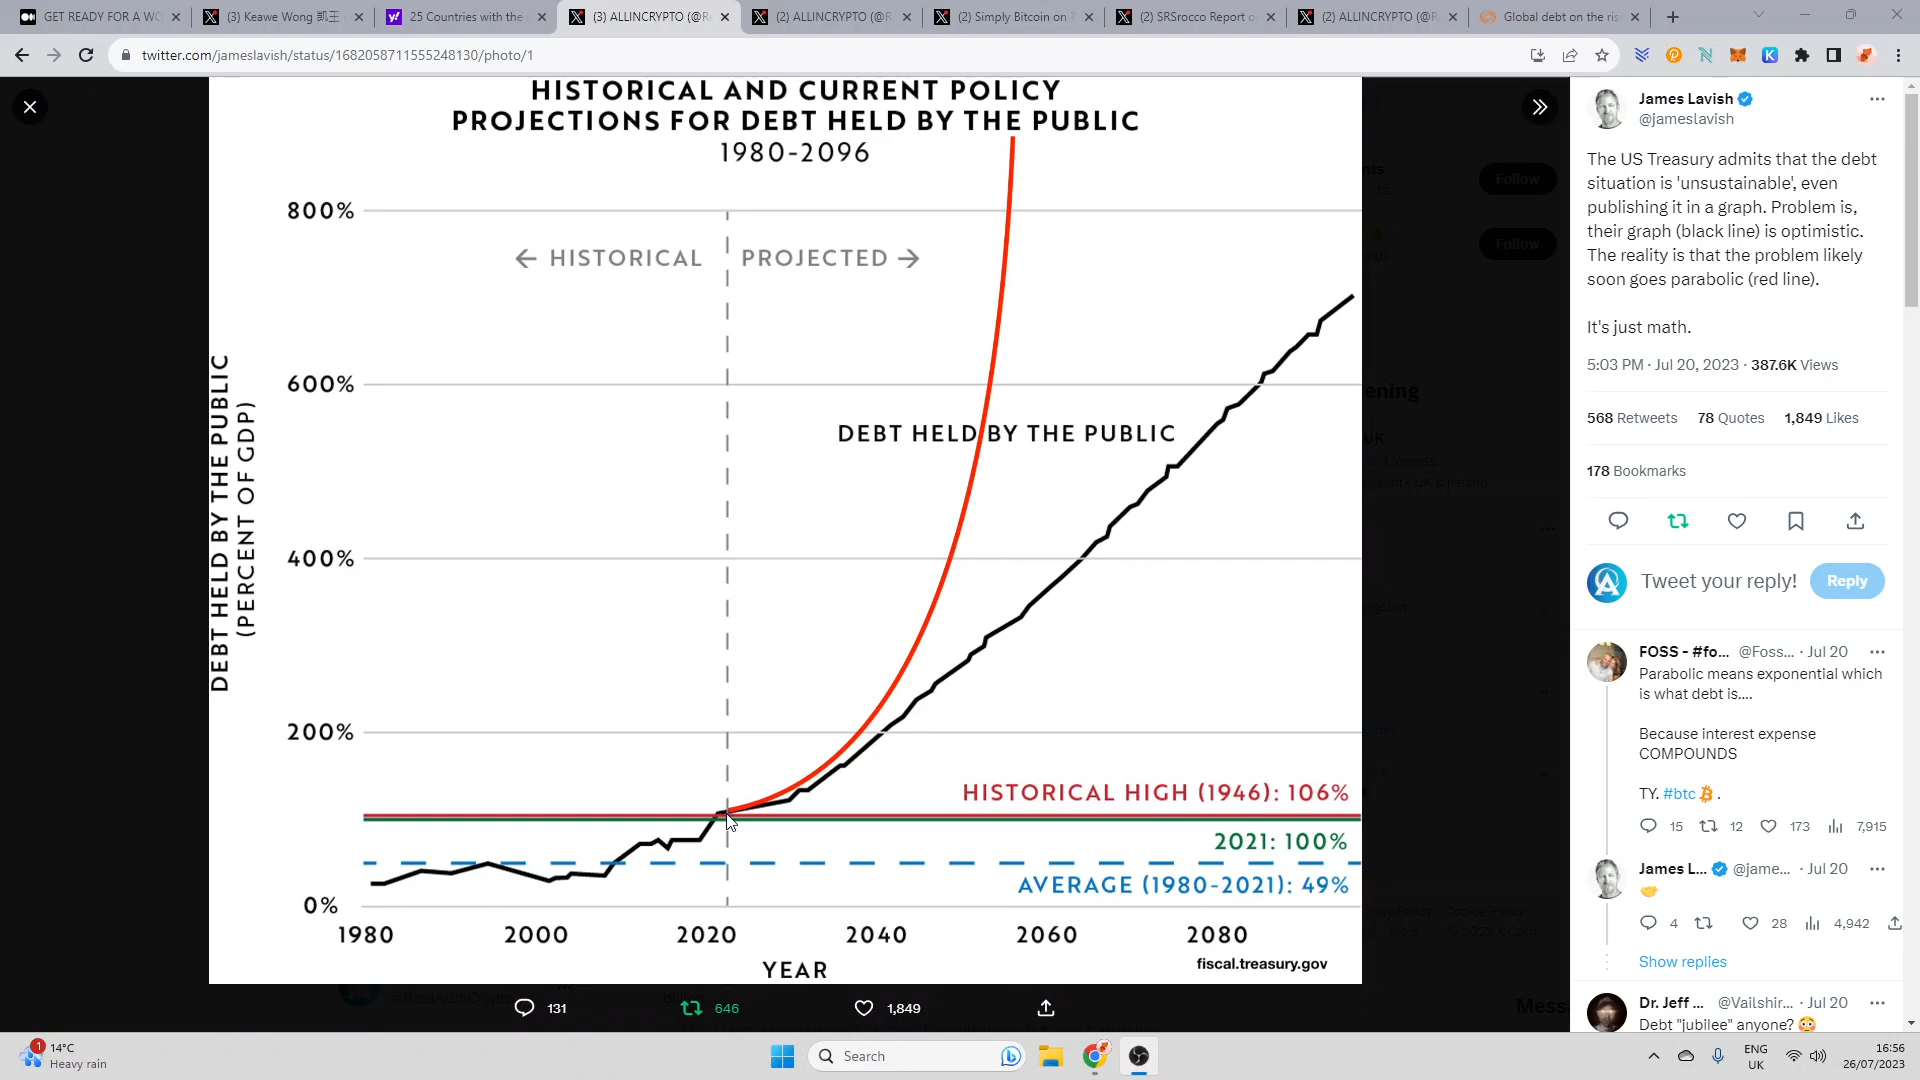 GET READY FOR A WO
(3) Keawe Wong 凯王
25 Countries with the
(3) ALLINCRYPTO (@R
(2) ALLINCRYPTO (@R
(2) Simply Bitcoin on T
(2) SRSrocco Report o
(2) ALLINCRYPTO (@R
Global debt on the ris
twitter.com/jameslavish/status/1682058711555248130/photo/1
HISTORICAL AND CURRENT POLICY
PROJECTIONS FOR DEBT HELD BY THE PUBLIC
1980-2096
800%
← HISTORICAL
PROJECTED →
DEBT HELD BY THE PUBLIC
(PERCENT OF GDP)
600%
DEBT HELD BY THE PUBLIC
400%
200%
HISTORICAL HIGH (1946): 106%
2021: 100%
AVERAGE (1980-2021): 49%
0%
1980 2000 2020 2040 2060 2080
YEAR
fiscal.treasury.gov
131
646
1,849
Follow
Follow
James Lavish
@jameslavish
The US Treasury admits that the debt
situation is 'unsustainable', even
publishing it in a graph. Problem is,
their graph (black line) is optimistic.
The reality is that the problem likely
soon goes parabolic (red line).
It's just math.
5:03 PM · Jul 20, 2023 · 387.6K Views
568 Retweets 78 Quotes 1,849 Likes
178 Bookmarks
Tweet your reply!
Reply
FOSS - #fo... @Foss... · Jul 20
Parabolic means exponential which
is what debt is....
Because interest expense
COMPOUNDS
TY. #btc .
15 12 173 7,915
James L... @jame... · Jul 20
4 28 4,942
Show replies
Dr. Jeff ... @Vailshir... · Jul 20
Debt "jubilee" anyone?
1
14°C
Heavy rain
Search
ENG
UK
16:56
26/07/2023